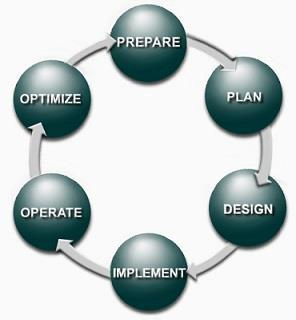 PREPARE
PLAN
DESIGN
IMPLEMENT
OPERATE
OPTIMIZE